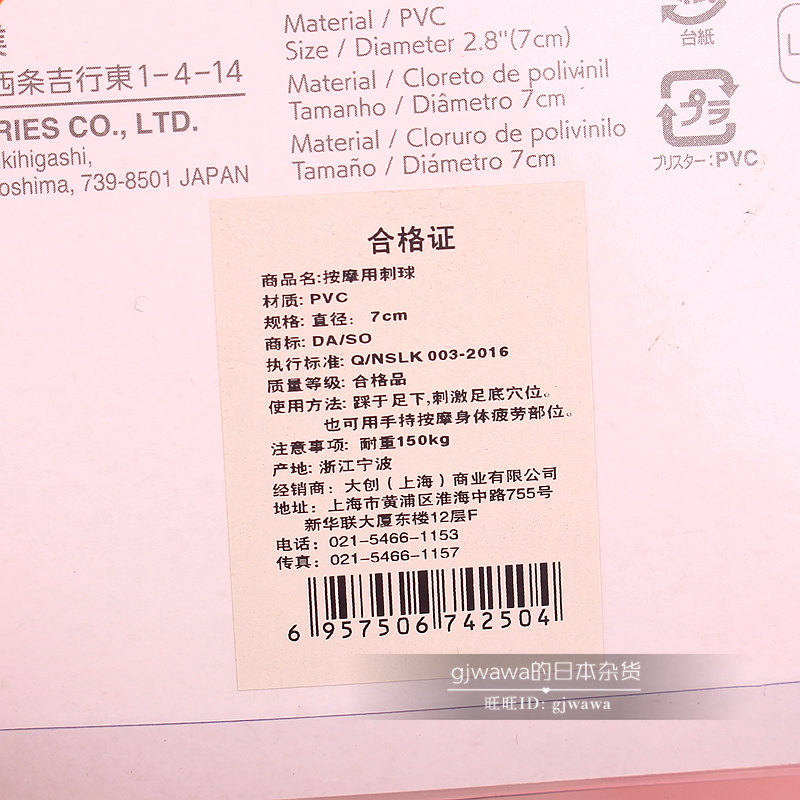 業
西条吉行東1-4-14
RIES CO., LTD.
kihigashi,
oshima, 739-8501 JAPAN
Material / PVC
Size / Diameter 2.8"(7cm)
Material / Cloreto de polivinil
Tamanho / Diâmetro 7cm
Material / Cloruro de polivinilo
Tamaño / Diámetro 7cm
台紙
プラ
ブリスター:PVC
L
合格证
商品名:按摩用刺球
材质: PVC
规格: 直径: 7cm
商标: DA/SO
执行标准: Q/NSLK 003-2016
质量等级: 合格品
使用方法: 踩于足下,刺激足底穴位。
也可用手持按摩身体疲劳部位。
注意事项: 耐重150kg
产地: 浙江宁波
经销商: 大创(上海)商业有限公司
地址: 上海市黄浦区淮海中路755号
新华联大厦东楼12层F
电话: 021-5466-1153
传真: 021-5466-1157
6 957506 742504
gjwawa的日本杂货
旺旺ID: gjwawa